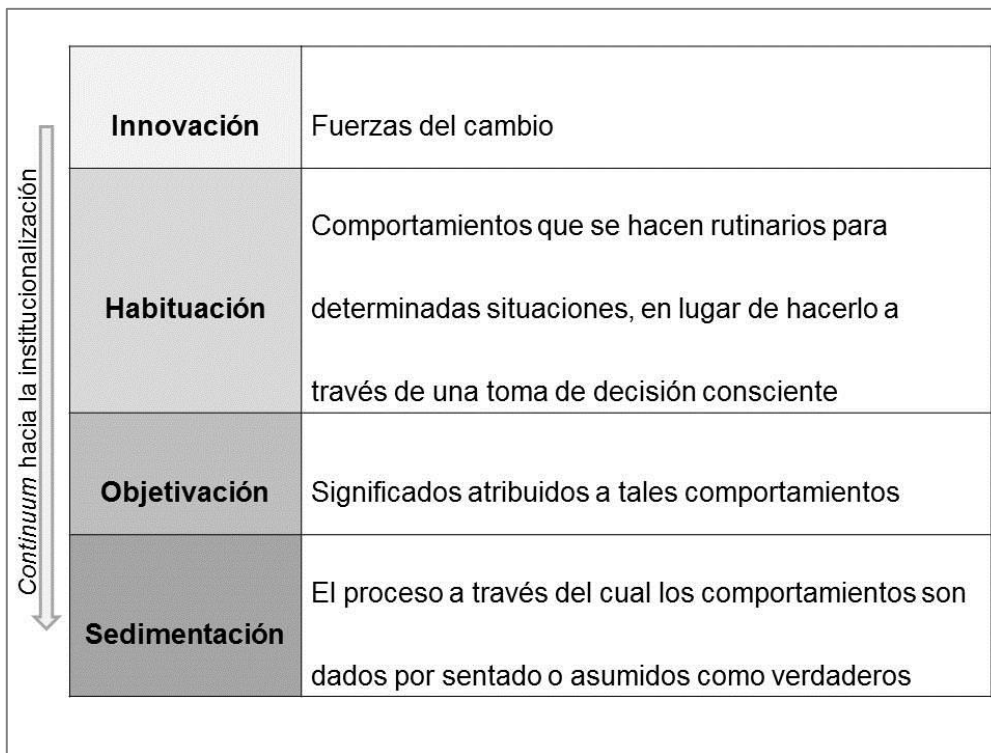 Continuum hacia la institucionalización
Innovación
Fuerzas del cambio
Habituación
Comportamientos que se hacen rutinarios para
determinadas situaciones, en lugar de hacerlo a
través de una toma de decisión consciente
Objetivación
Significados atribuidos a tales comportamientos
Sedimentación
El proceso a través del cual los comportamientos son
dados por sentado o asumidos como verdaderos